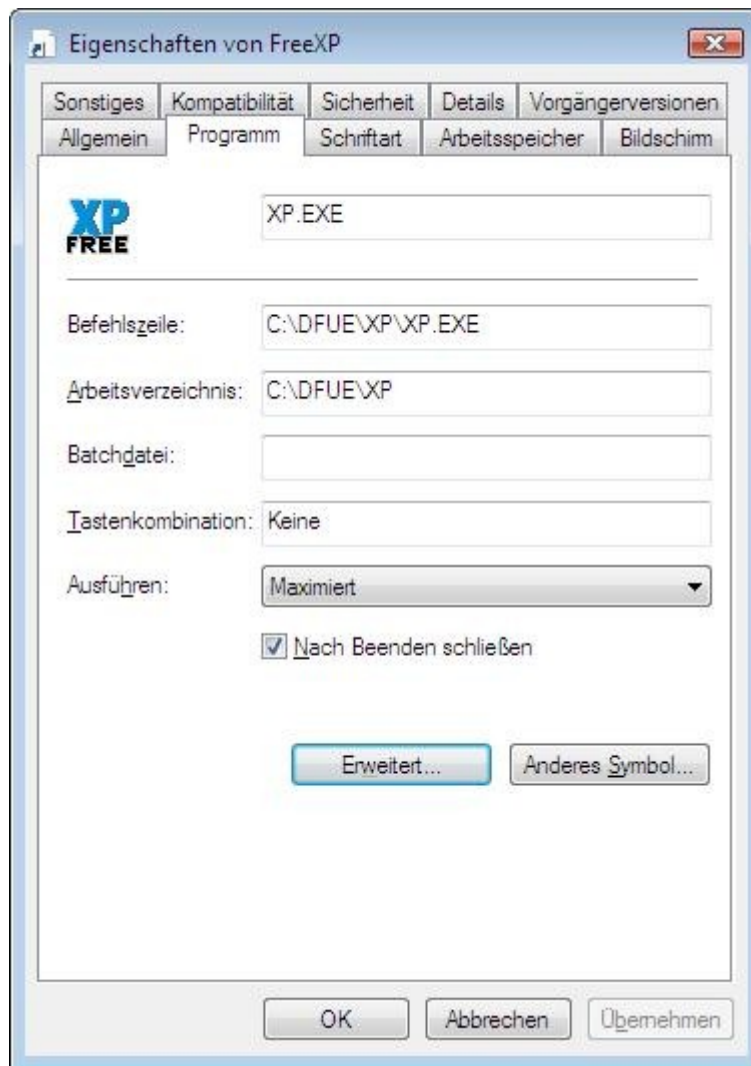 Eigenschaften von FreeXP
Sonstiges Kompatibilität Sicherheit Details Vorgängerversionen
Allgemein Programm Schriftart Arbeitsspeicher Bildschirm
XP FREE
XP.EXE
Befehlszeile: C:\DFUE\XP\XP.EXE
Arbeitsverzeichnis: C:\DFUE\XP
Batchdatei:
Tastenkombination: Keine
Ausführen: Maximiert
Nach Beenden schließen
Erweitert... Anderes Symbol...
OK Abbrechen Übernehmen